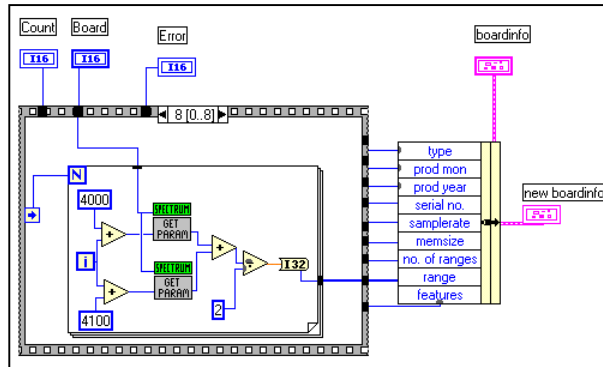 Count
Board
Error
boardinfo
I16
I16
I16
8 [0..8]
type
prod mon
prod year
serial no.
samplerate
memsize
no. of ranges
range
features
new boardinfo
N
4000
SPECTRUM
GET
PARAM
i
SPECTRUM
GET
PARAM
I32
4100
2